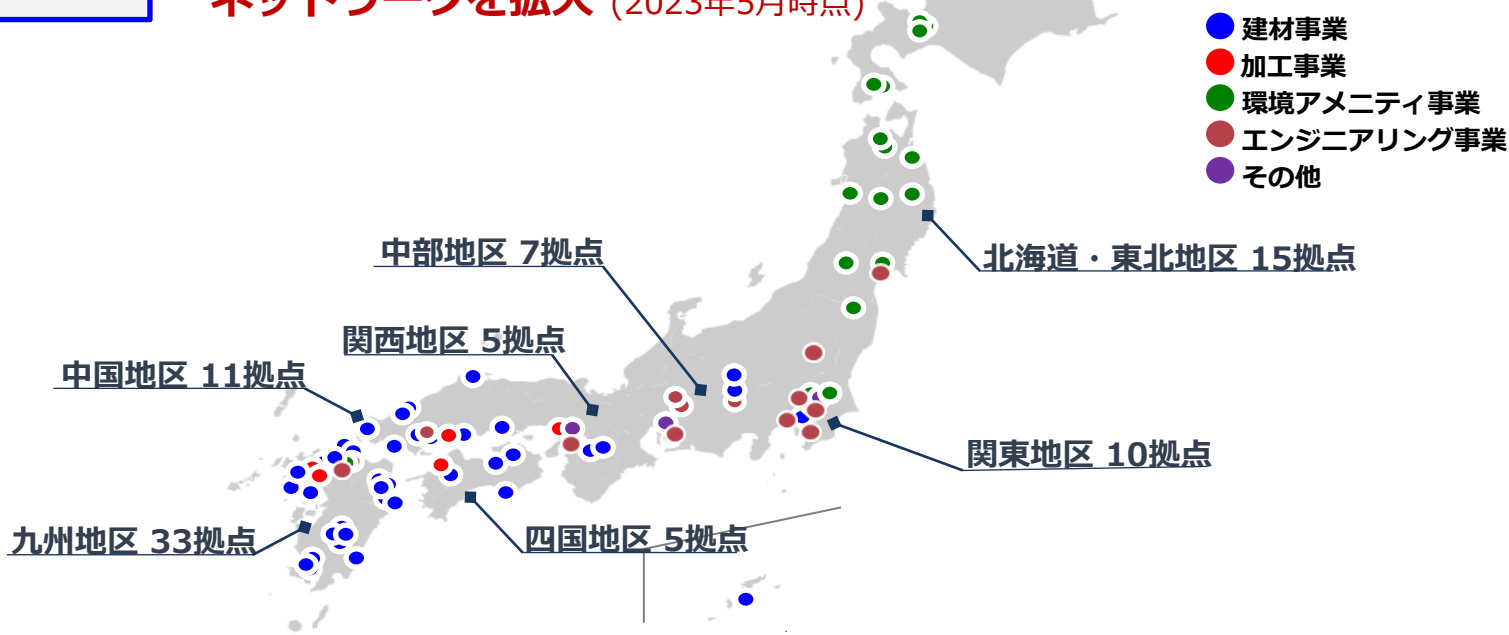 ネットワークを拡大 (2023年5月時点)
建材事業
加工事業
環境アメニティ事業
エンジニアリング事業
その他
中部地区 7拠点
北海道・東北地区 15拠点
関西地区 5拠点
中国地区 11拠点
関東地区 10拠点
九州地区 33拠点
四国地区 5拠点